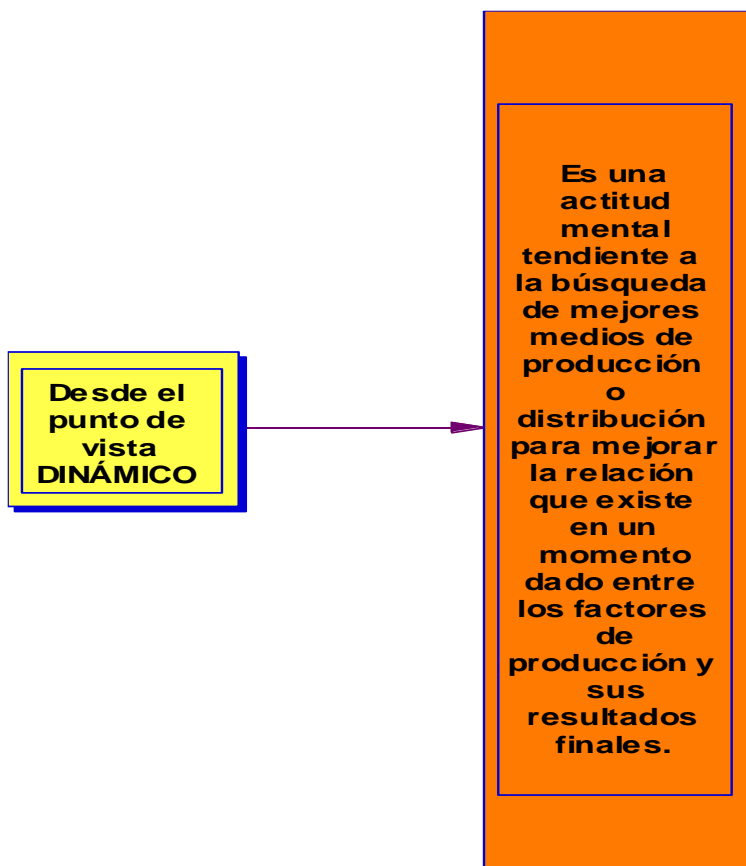 Desde el
punto de
vista
DINÁMICO
Es una
actitud
mental
tendiente a
la búsqueda
de mejores
medios de
producción
o
distribución
para mejorar
la relación
que existe
en un
momento
dado entre
los factores
de
producción y
sus
resultados
finales.